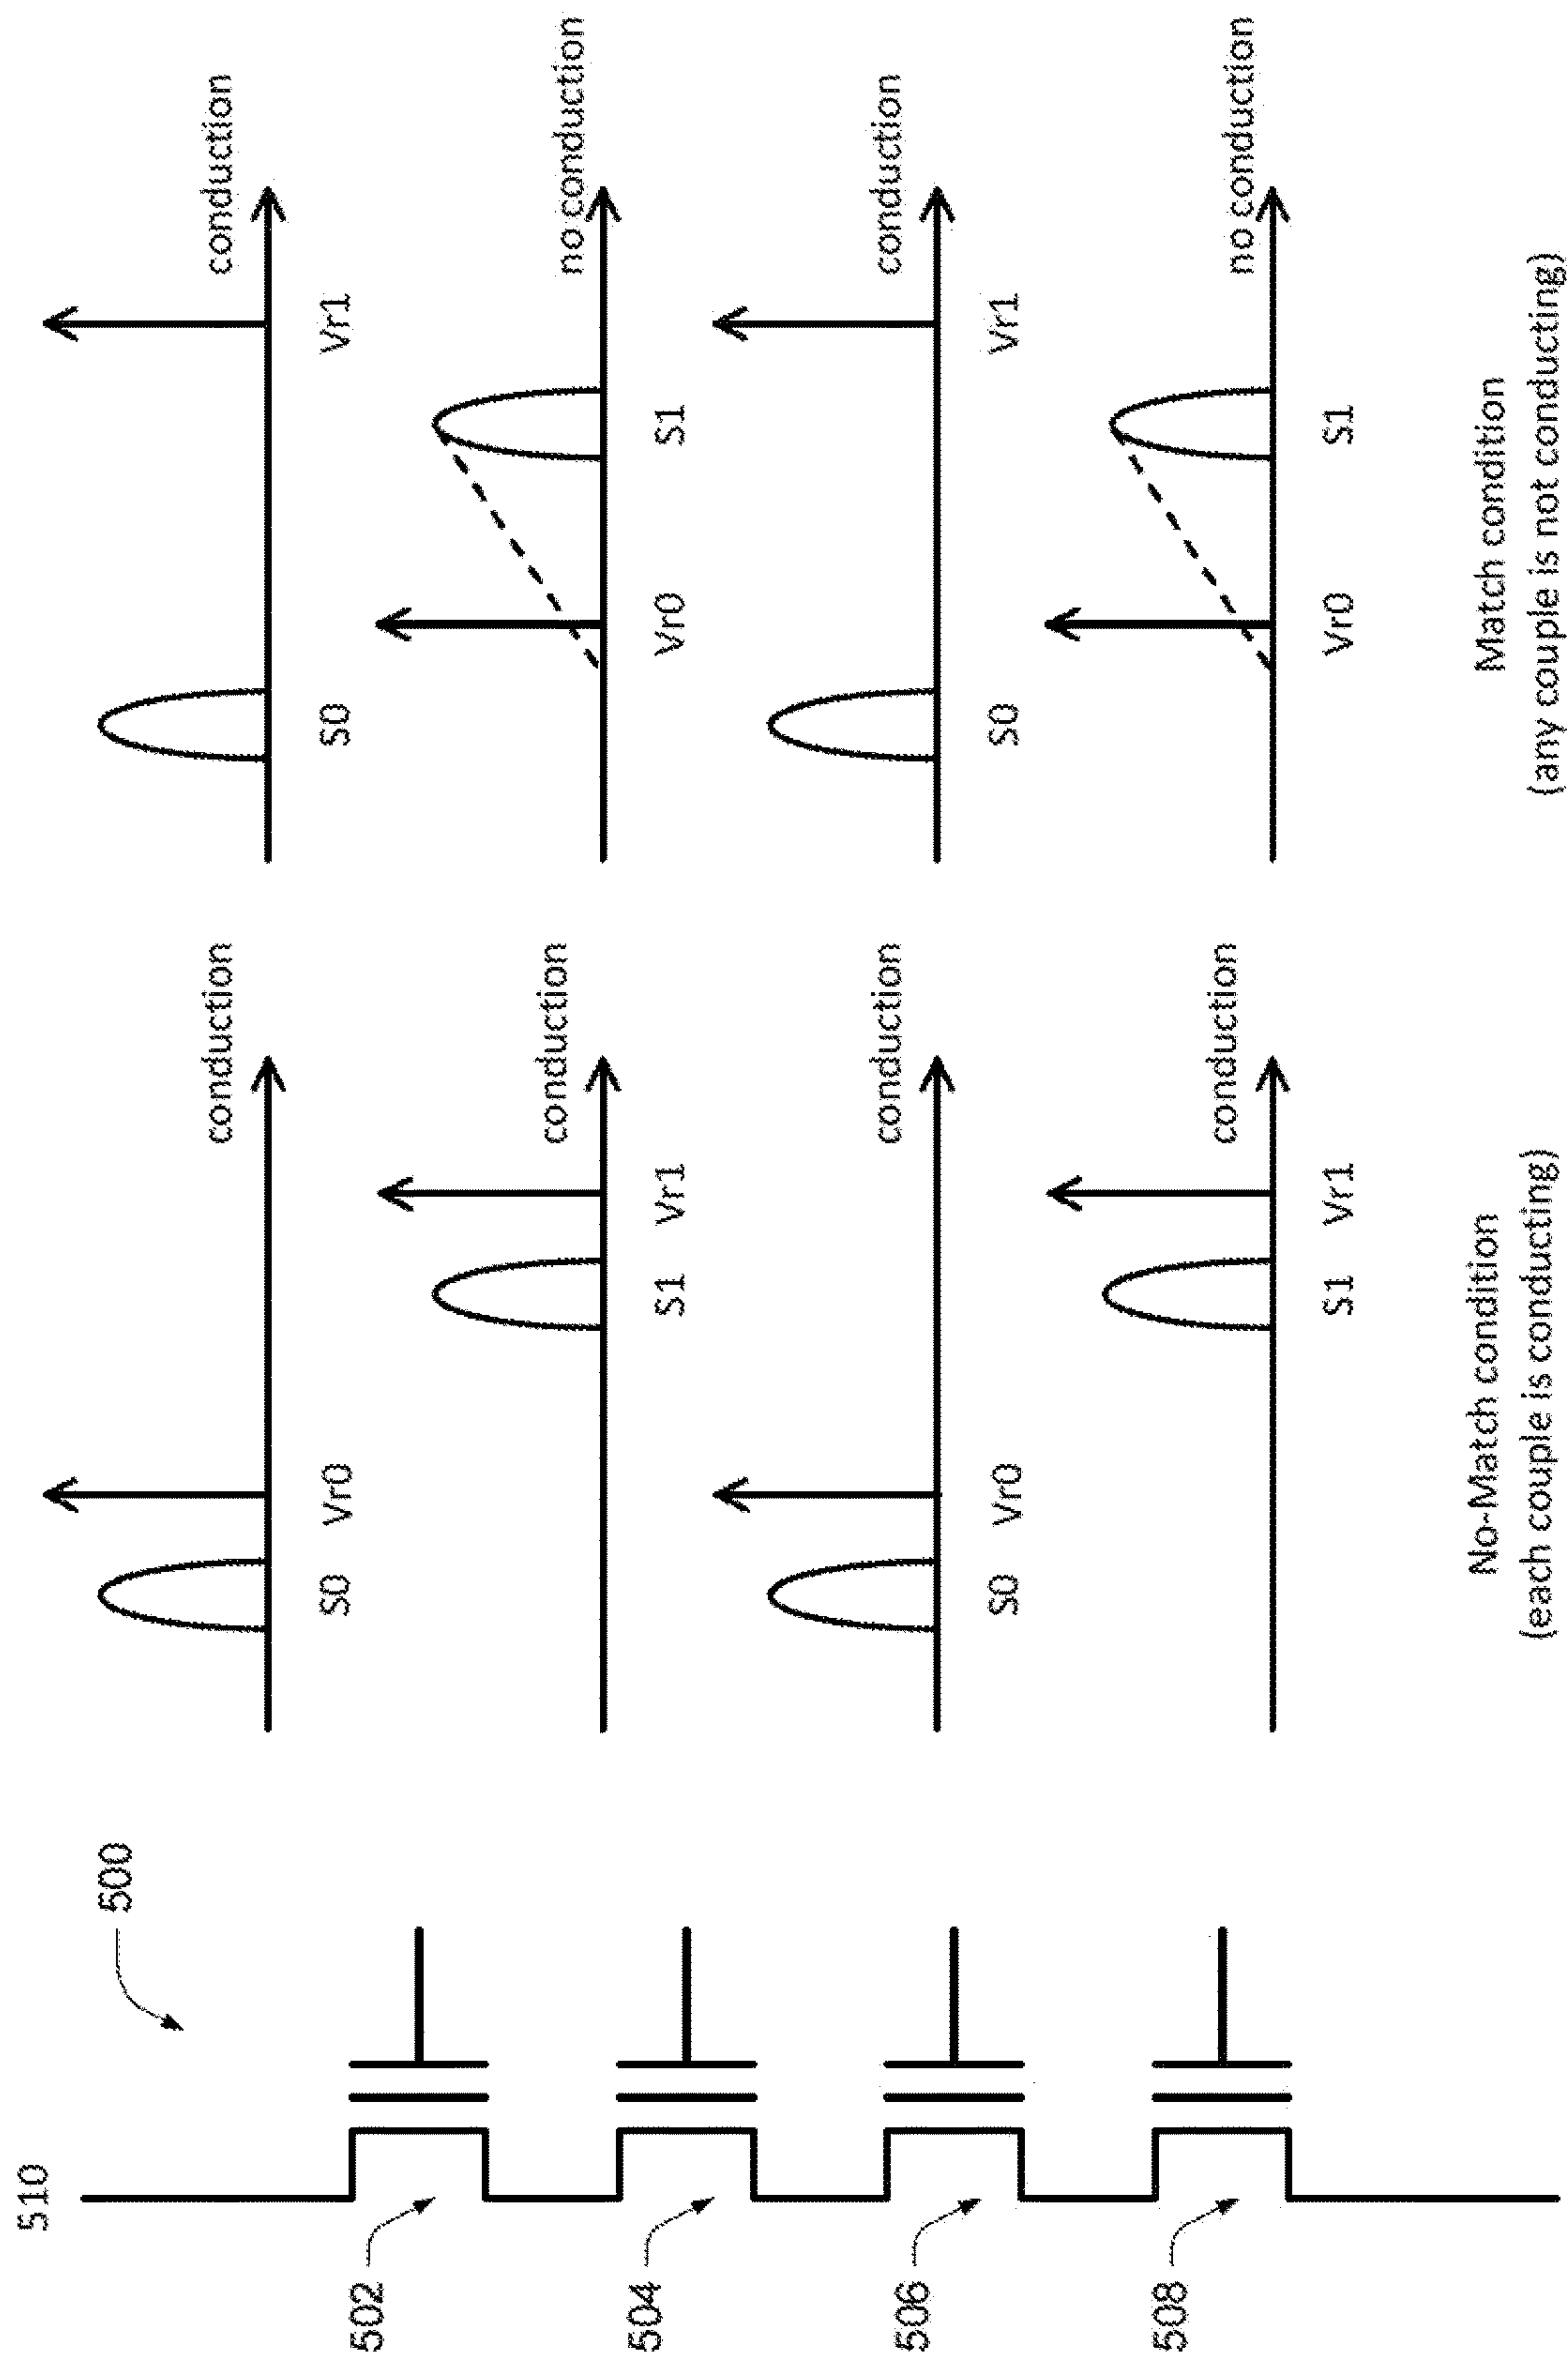 510
500
502
504
506
508
conduction
S0 Vr0
conduction
S1 Vr1
conduction
S0 Vr0
conduction
S1 Vr1
No-Match condition
(each couple is conducting)
conduction
S0 Vr1
no conduction
Vr0 S1
conduction
S0 Vr1
no conduction
Vr0 S1
Match condition
(any couple is not conducting)